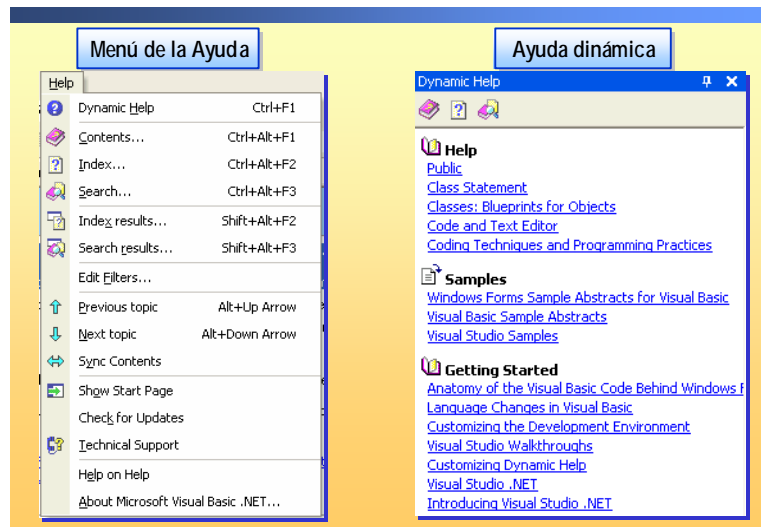 Menú de la Ayuda
Help
Dynamic Help Ctrl+F1
Contents... Ctrl+Alt+F1
Index... Ctrl+Alt+F2
Search... Ctrl+Alt+F3
Index results... Shift+Alt+F2
Search results... Shift+Alt+F3
Edit Filters...
Previous topic Alt+Up Arrow
Next topic Alt+Down Arrow
Sync Contents
Show Start Page
Check for Updates
Technical Support
Help on Help
About Microsoft Visual Basic .NET...
Ayuda dinámica
Dynamic Help
Help
Public
Class Statement
Classes: Blueprints for Objects
Code and Text Editor
Coding Techniques and Programming Practices
Samples
Windows Forms Sample Abstracts for Visual Basic
Visual Basic Sample Abstracts
Visual Studio Samples
Getting Started
Anatomy of the Visual Basic Code Behind Windows F
Language Changes in Visual Basic
Customizing the Development Environment
Visual Studio Walkthroughs
Customizing Dynamic Help
Visual Studio .NET
Introducing Visual Studio .NET